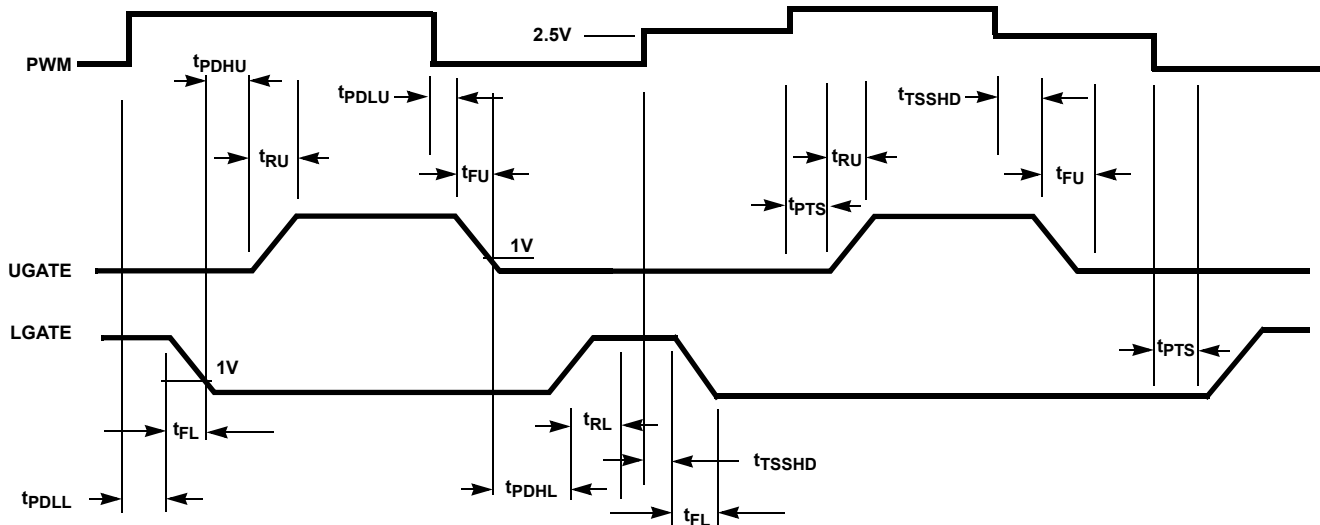 2.5V
PWM
tPDHU
tPDLU
tTSSHD
tRU
tFU
tRU
tFU
tPTS
1V
UGATE
LGATE
1V
tPTS
tFL
tRL
tTSSHD
tPDLL
tPDHL
tFL